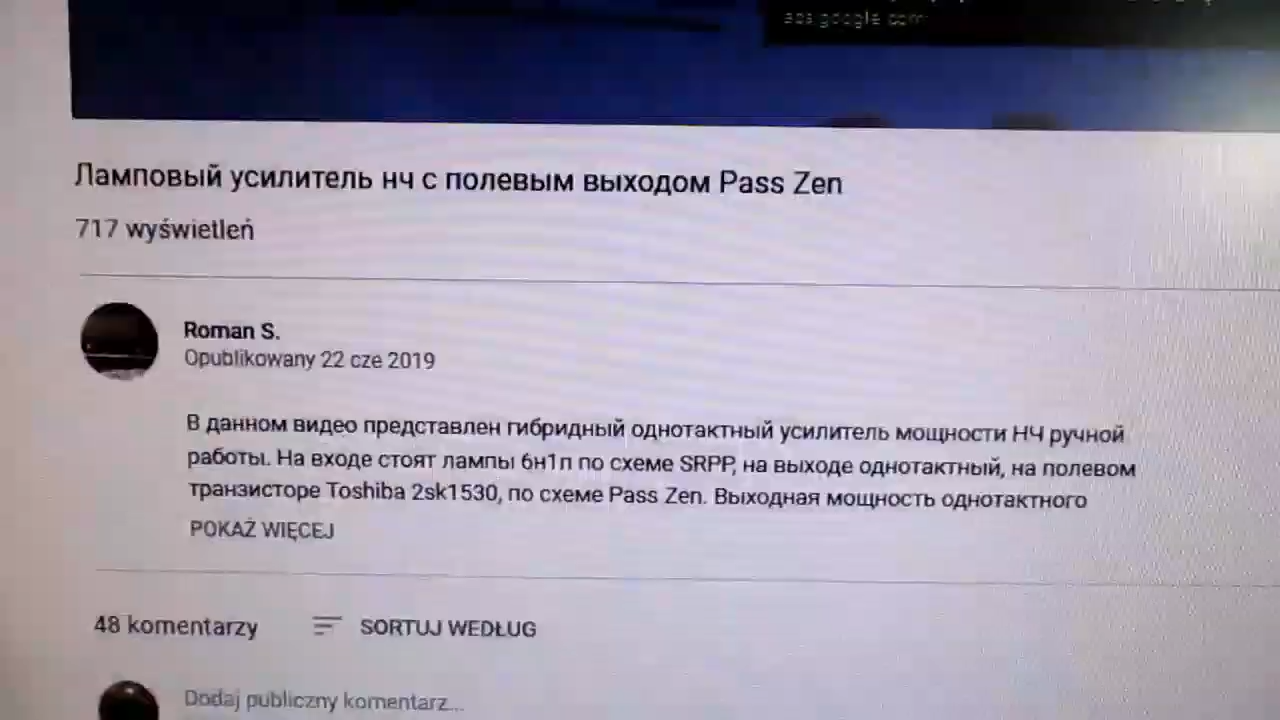 Ламповый усилитель нч с полевым выходом Pass Zen
717 wyświetleń
Roman S.
Opublikowany 22 cze 2019
В данном видео представлен гибридный однотактный усилитель мощности НЧ ручной
работы. На входе стоят лампы 6н1п по схеме SRPP, на выходе однотактный, на полевом
транзисторе Toshiba 2sk1530, по схеме Pass Zen. Выходная мощность однотактного
POKAŻ WIĘCEJ
48 komentarzy
SORTUJ WEDŁUG
Dodaj publiczny komentarz...